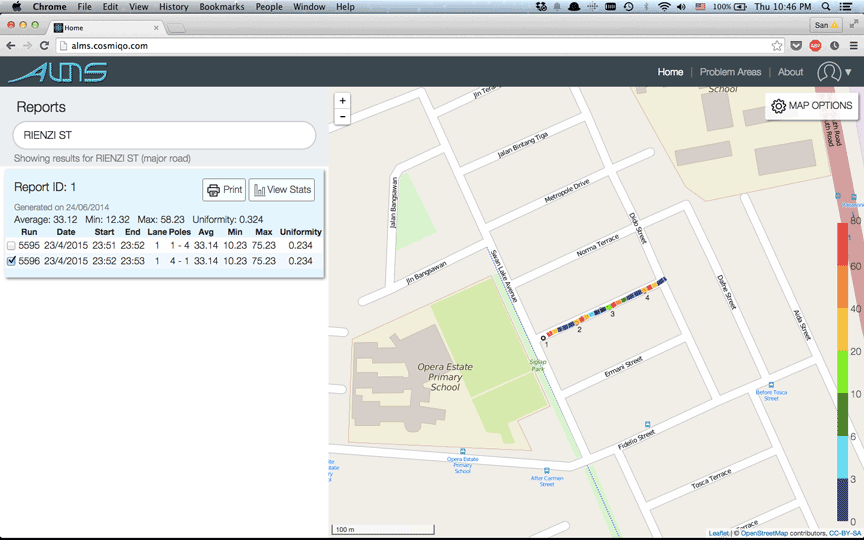 Chrome File Edit View History Bookmarks People Window Help
100% Thu 10:46 PM
Home
San
alms.cosmiqo.com
ABP
ALMS
Home | Problem Areas | About
Reports
RIENZI ST
Showing results for RIENZI ST (major road)
Report ID: 1
Print
View Stats
Generated on 24/06/2014
Average: 33.12 Min: 12.32 Max: 58.23 Uniformity: 0.324
Run Date Start End Lane Poles Avg Min Max Uniformity
5595 23/4/2015 23:51 23:52 1 1 - 4 33.14 10.23 75.23 0.234
5596 23/4/2015 23:52 23:53 1 4 - 1 33.14 10.23 75.23 0.234
+
-
MAP OPTIONS
School
Jln Tera
Jalan Bintang Tiga
Jalan Bangsawan
Metropole Drive
Dido Street
Norma Terrace
Swan Lake Avenue
Jln Bangsawan
Dafne Street
Aida Street
1
2
3
4
Siglap
Park
Opera Estate
Primary
School
Ermani Street
Before Tosca
Street
Fidelio Street
Opera Estate
Primary
School
After Carmen
Street
Tosca Terrace
South Road
80
60
40
20
10
6
3
0
100 m
Leaflet | © OpenStreetMap contributors, CC-BY-SA